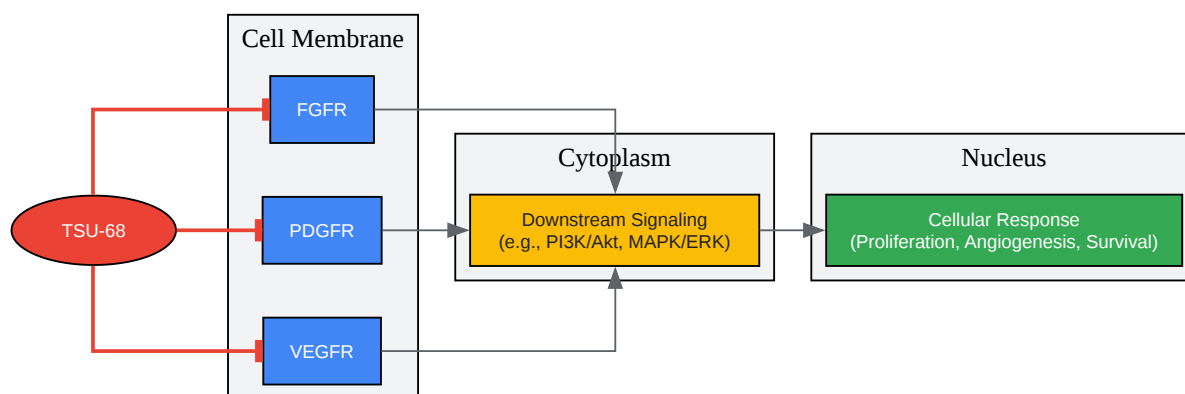 Cell Membrane
FGFR
Cytoplasm
Nucleus
TSU-68
PDGFR
Downstream Signaling
(e.g., PI3K/Akt, MAPK/ERK)
Cellular Response
(Proliferation, Angiogenesis, Survival)
VEGFR